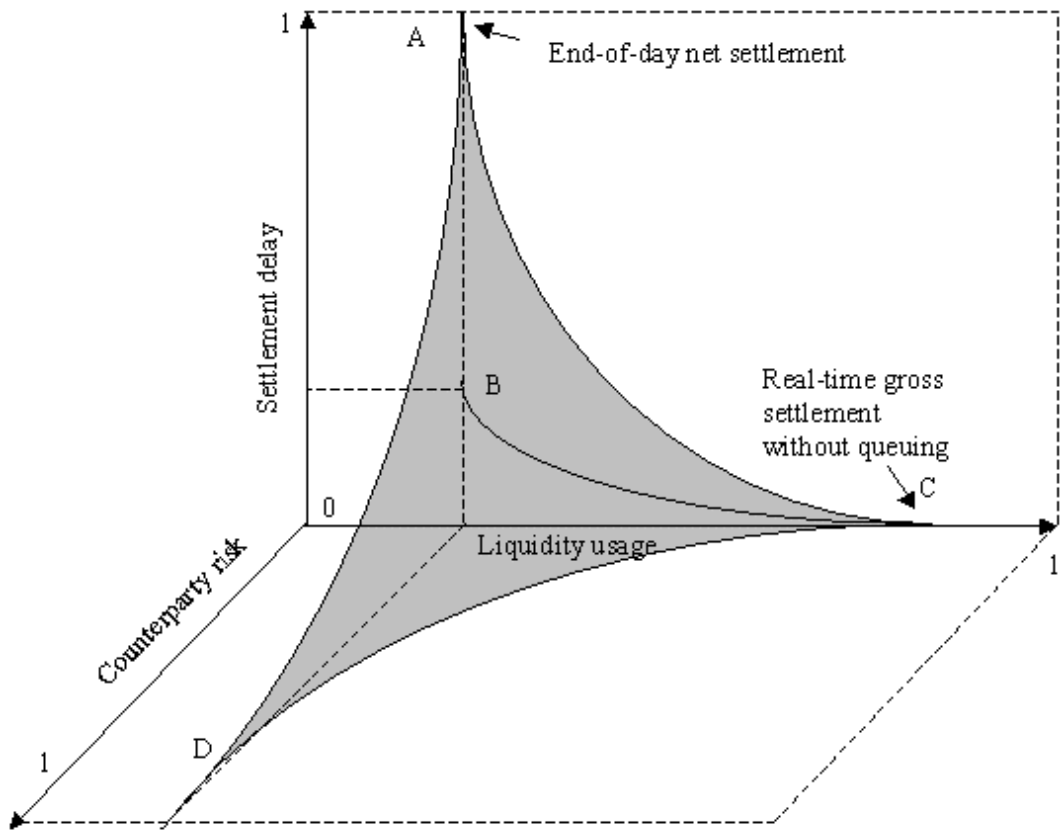 1
A
End-of-day net settlement
Settlement delay
B
Real-time gross
settlement
without queuing
C
0
Liquidity usage
1
Counterparty risk
D
1